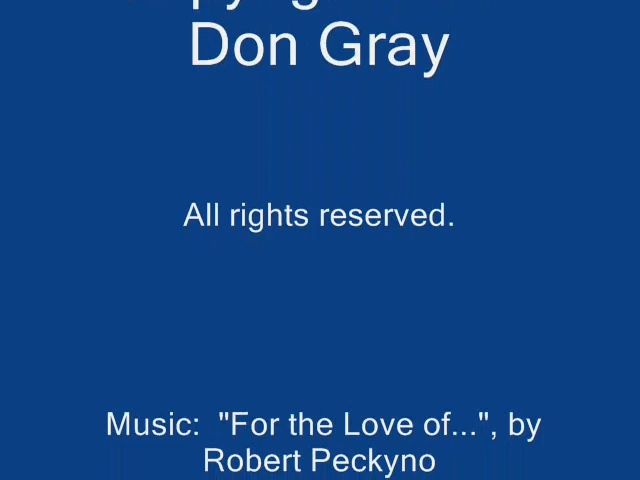 Don Gray
All rights reserved.
Music:  "For the Love of...", by
Robert Peckyno